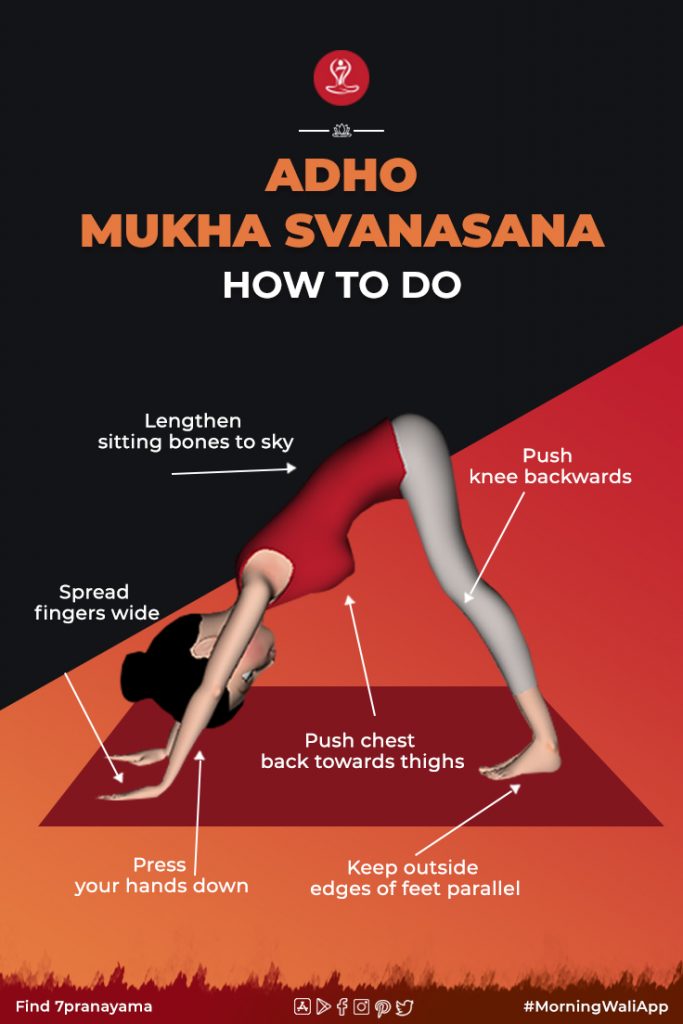 ADHO
MUKHA SVANASANA
HOW TO DO
Lengthen
sitting bones to sky
Push
knee backwards
Spread
fingers wide
Push chest
back towards thighs
Press
your hands down
Keep outside
edges of feet parallel
Find 7pranayama
#MorningWaliApp